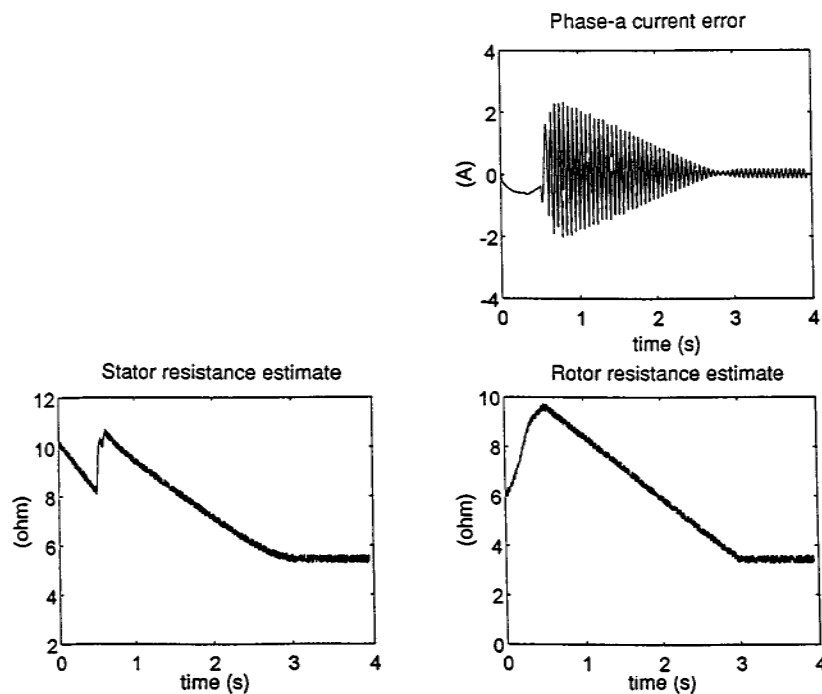 Phase-a current error
4
2
0
-2
-4
(A)
0 1 2 3 4
time (s)
Stator resistance estimate
12
10
8
6
4
2
(ohm)
0 1 2 3 4
time (s)
Rotor resistance estimate
10
8
6
4
2
0
(ohm)
0 1 2 3 4
time (s)